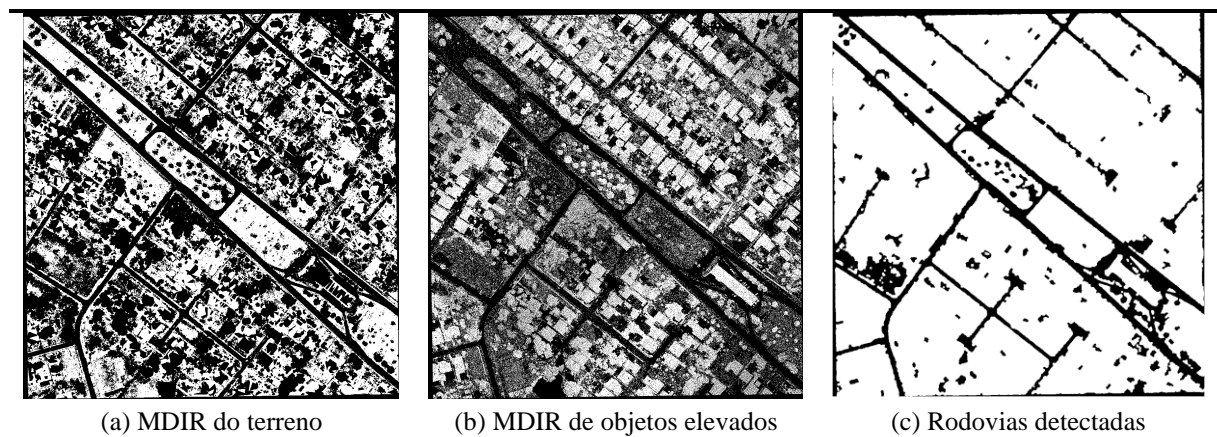 (a) MDIR do terreno
(b) MDIR de objetos elevados
(c) Rodovias detectadas